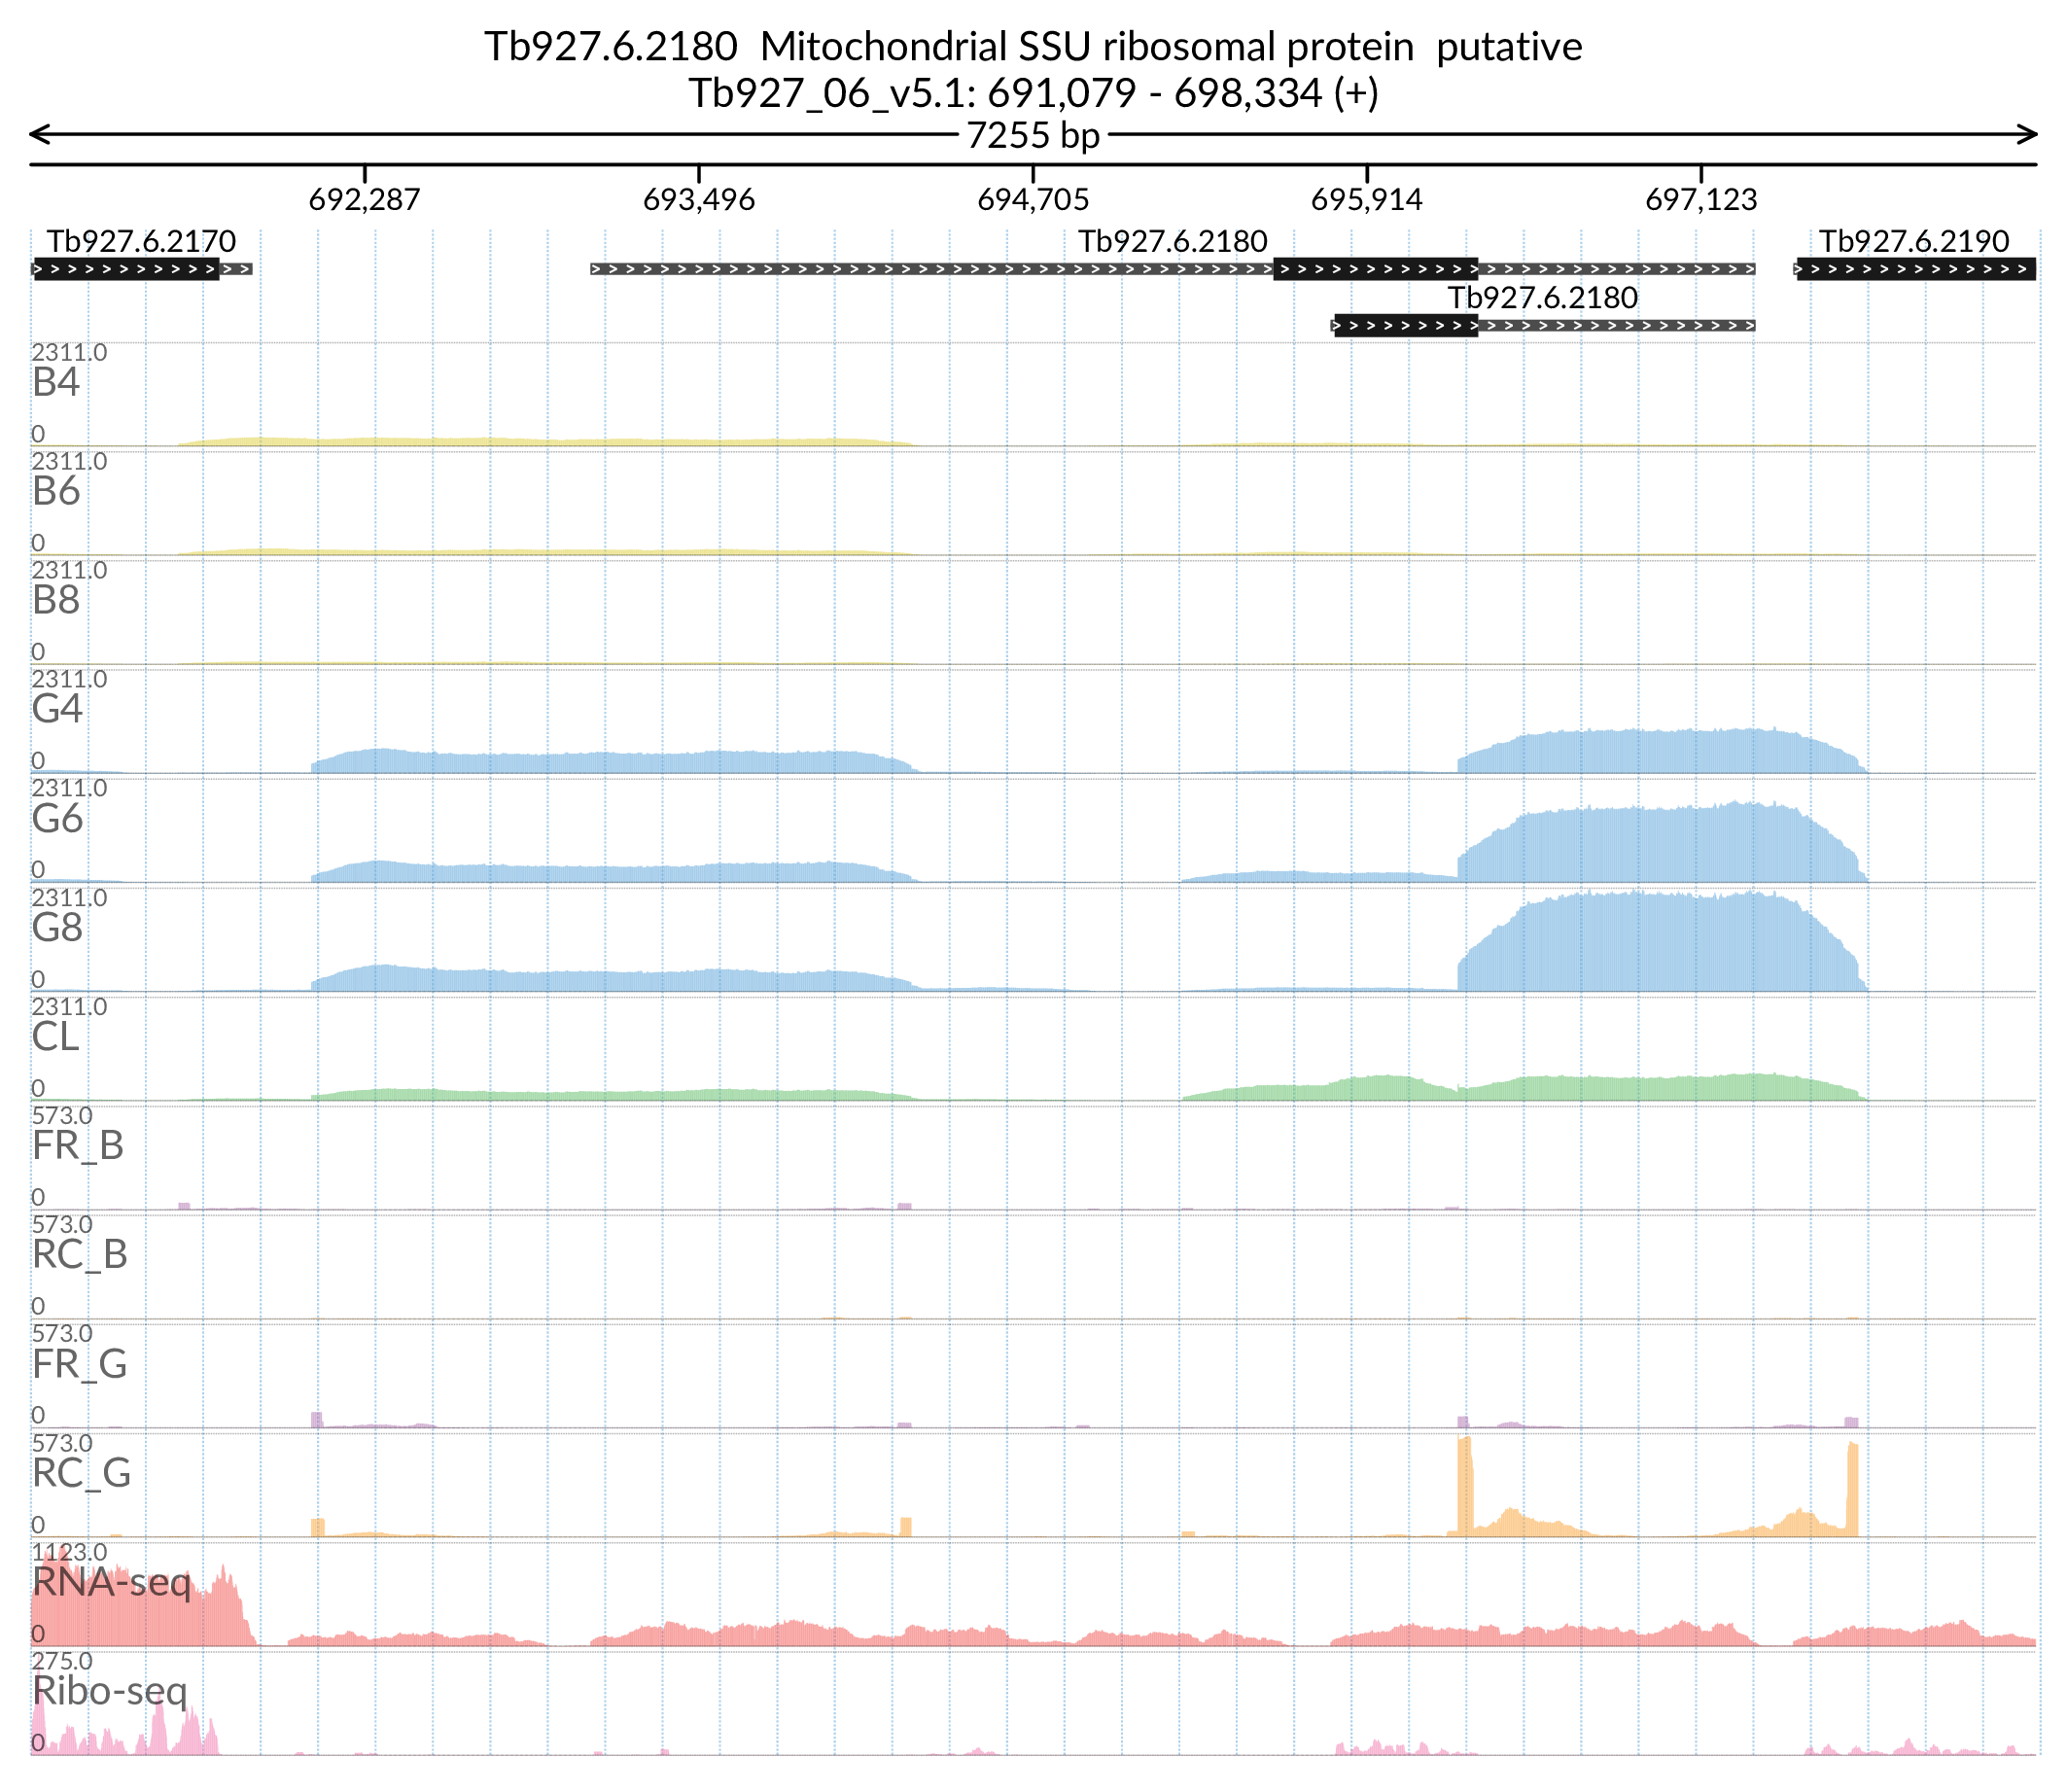 Tb927.6.2180  Mitochondrial SSU ribosomal protein  putative
Tb927_06_v5.1: 691,079 - 698,334 (+)
7255 bp
692,287 693,496 694,705 695,914 697,123
Tb927.6.2170 Tb927.6.2180 Tb927.6.2190
Tb927.6.2180
2311.0
B4
0
2311.0
B6
0
2311.0
B8
0
2311.0
G4
0
2311.0
G6
0
2311.0
G8
0
2311.0
CL
0
573.0
FR_B
0
573.0
RC_B
0
573.0
FR_G
0
573.0
RC_G
0
1123.0
RNA-seq
0
275.0
Ribo-seq
0